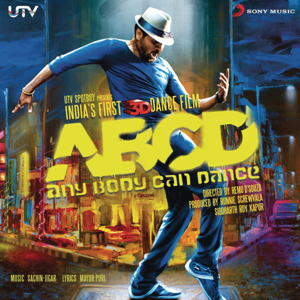 UTV
SONY MUSIC
UTV SPOTBOY PRESENTS
INDIA'S FIRST 3D DANCE FILM
ABCD
ANY BODY CAN DANCE
DIRECTED BY REMO D'SOUZA
PRODUCED BY RONNIE SCREWVALA
SIDDHARTH ROY KAPUR
MUSIC SACHIN-JIGAR LYRICS MAYUR PURI